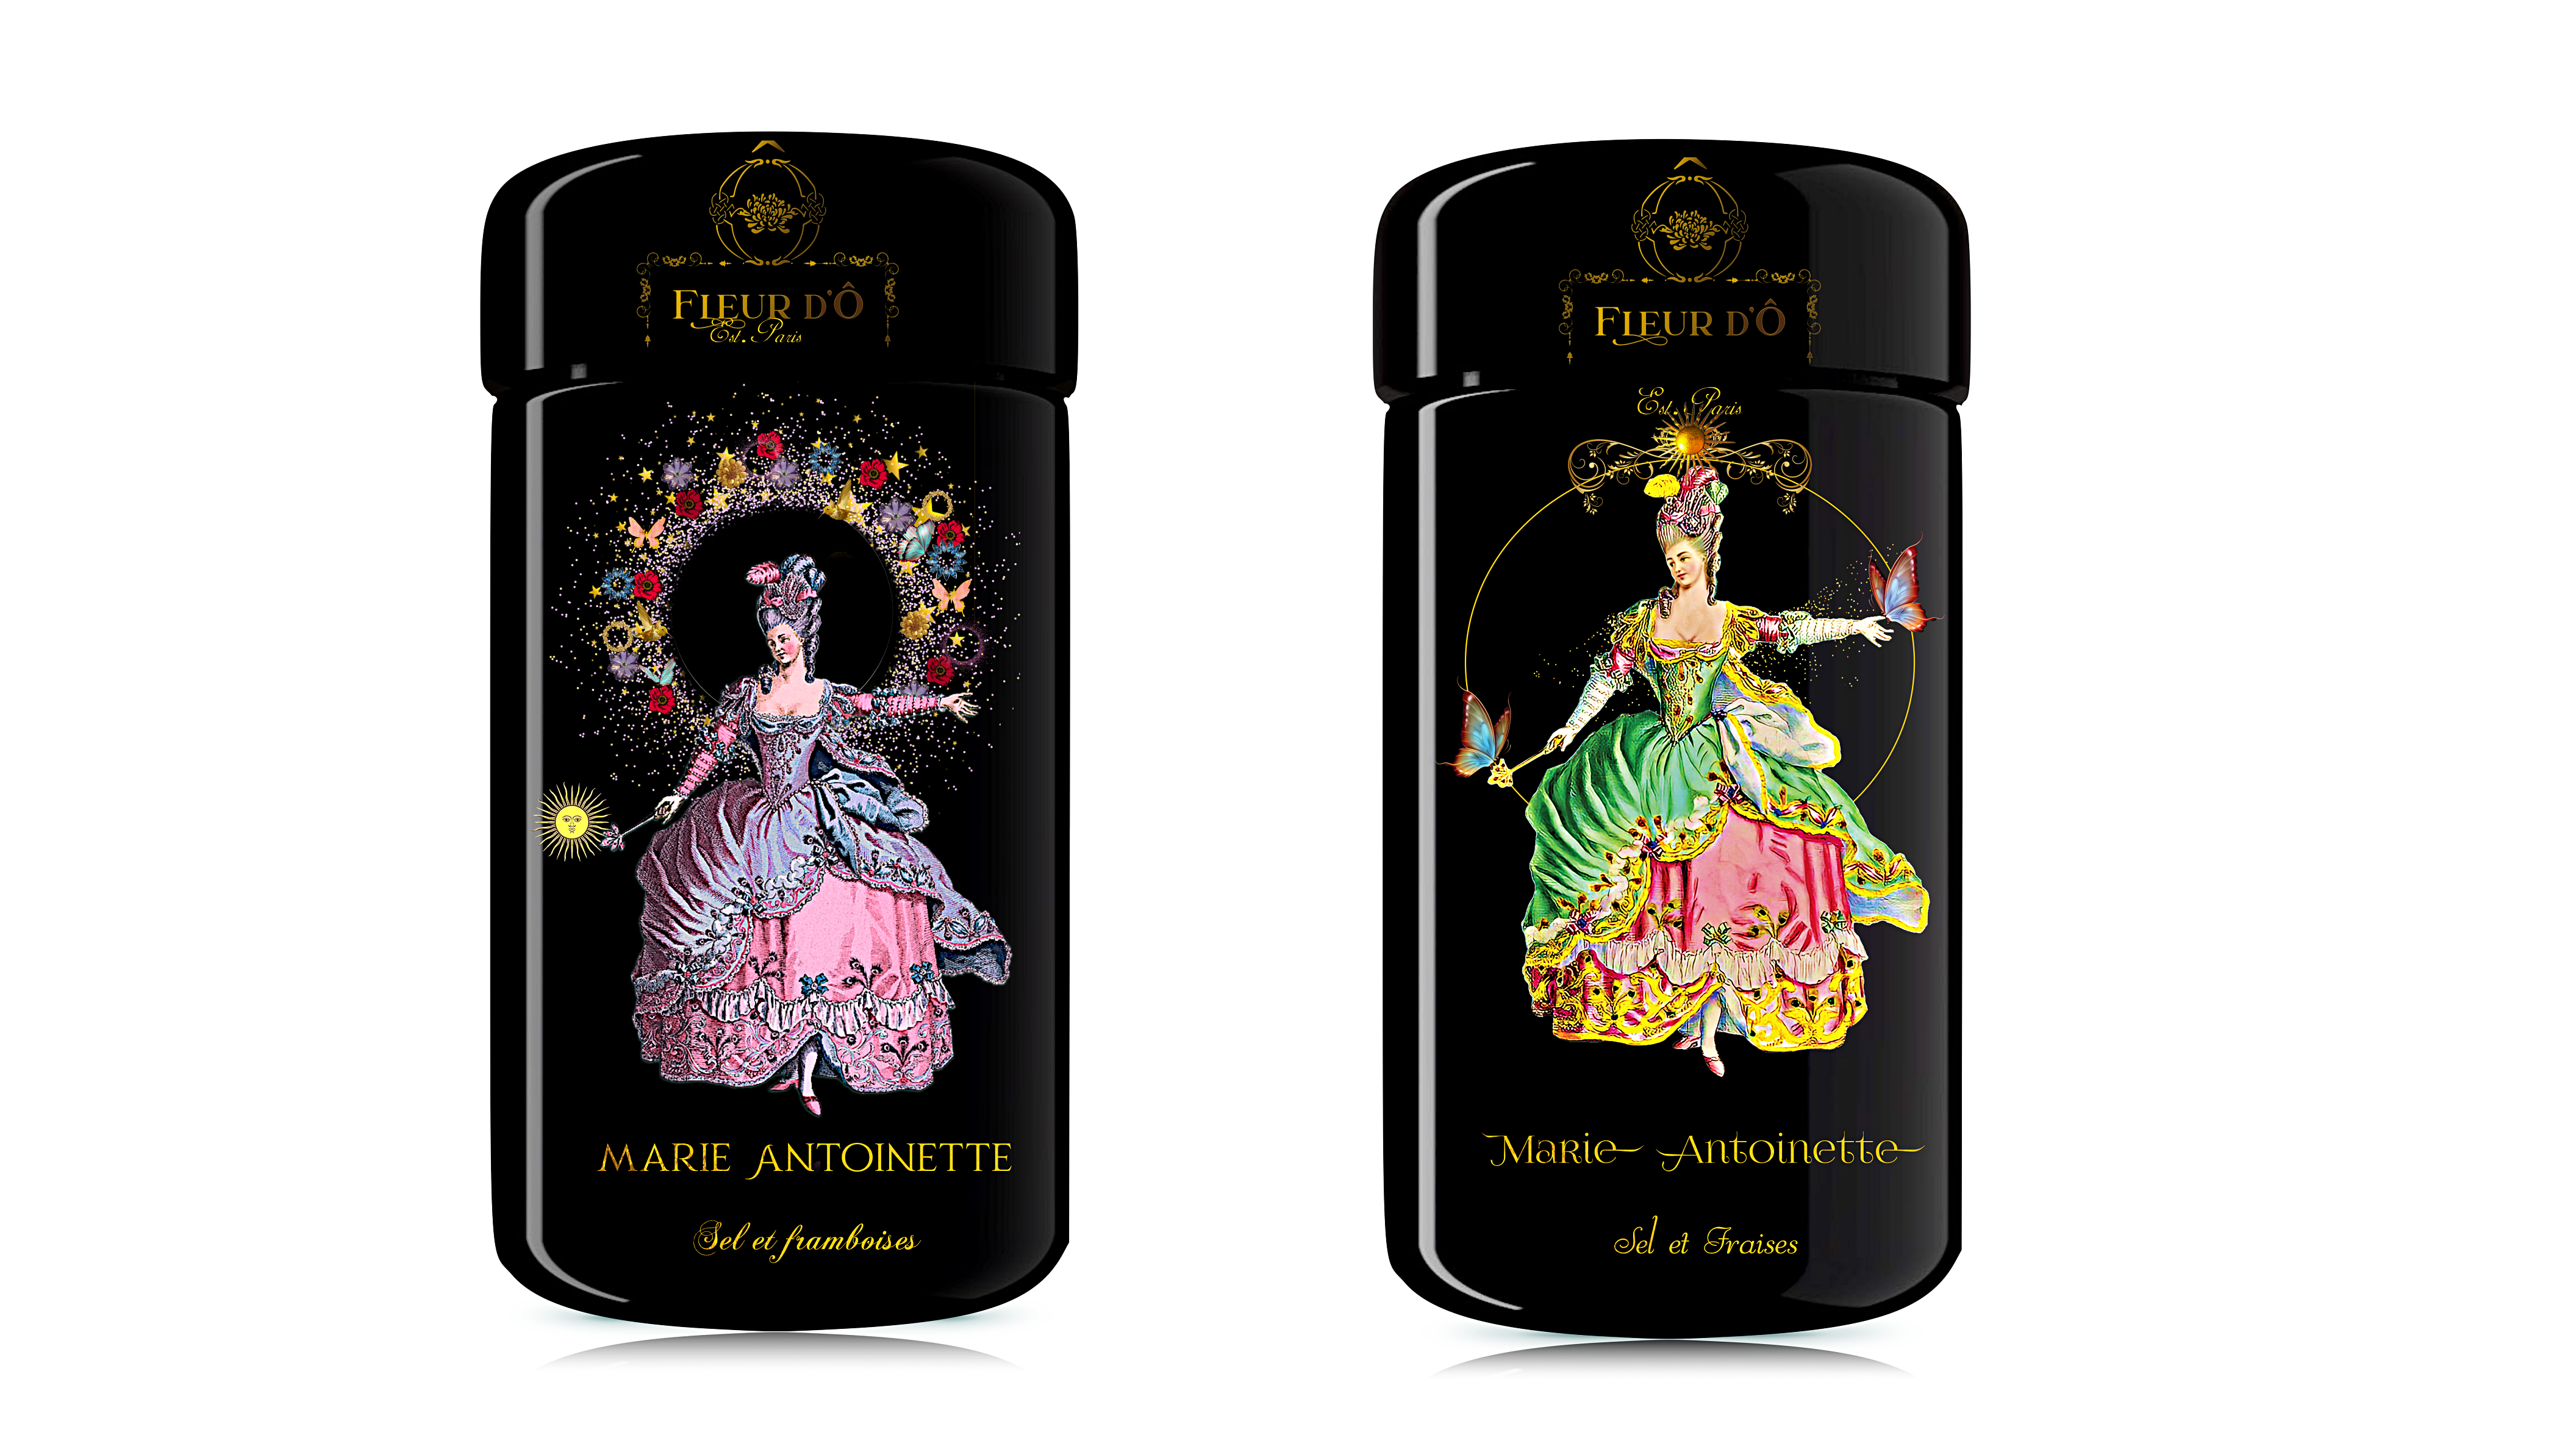 FLEUR D'Ô
Est. Paris
MARIE ANTOINETTE
Sel et framboises
FLEUR D'Ô
Est. Paris
Marie Antoinette
Sel et Fraises